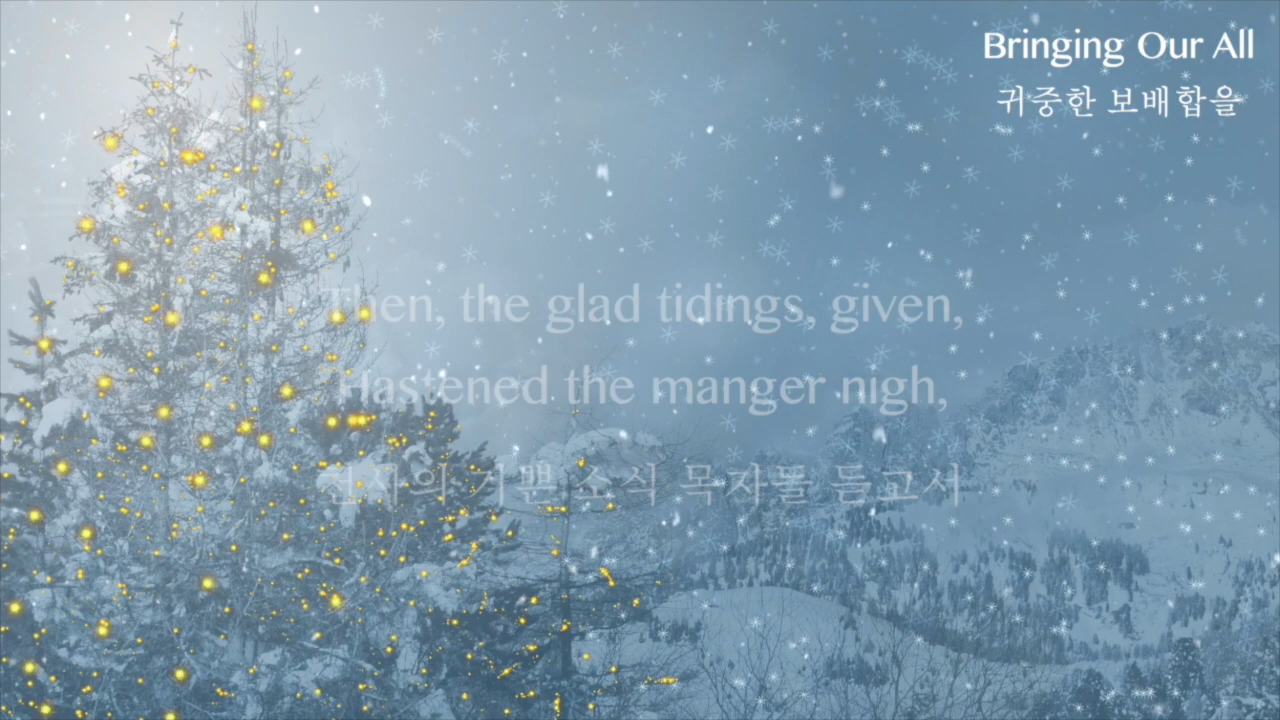 Bringing Our All
귀중한 보배합을
Then, the glad tidings, given,
Hastened the manger nigh,
천사의 기쁜 소식 목자들 듣고서